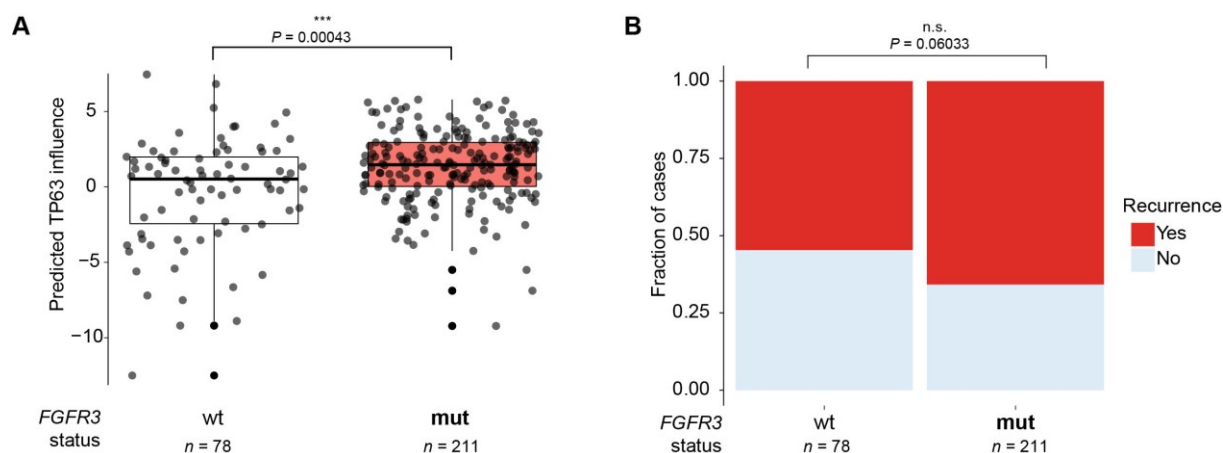 A
***
P = 0.00043
Predicted TP63 influence
5
0
−5
−10
FGFR3
status
wt
mut
n = 78
n = 211
B
n.s.
P = 0.06033
Fraction of cases
1.00
0.75
0.50
0.25
0.00
Recurrence
Yes
No
FGFR3
status
wt
mut
n = 78
n = 211